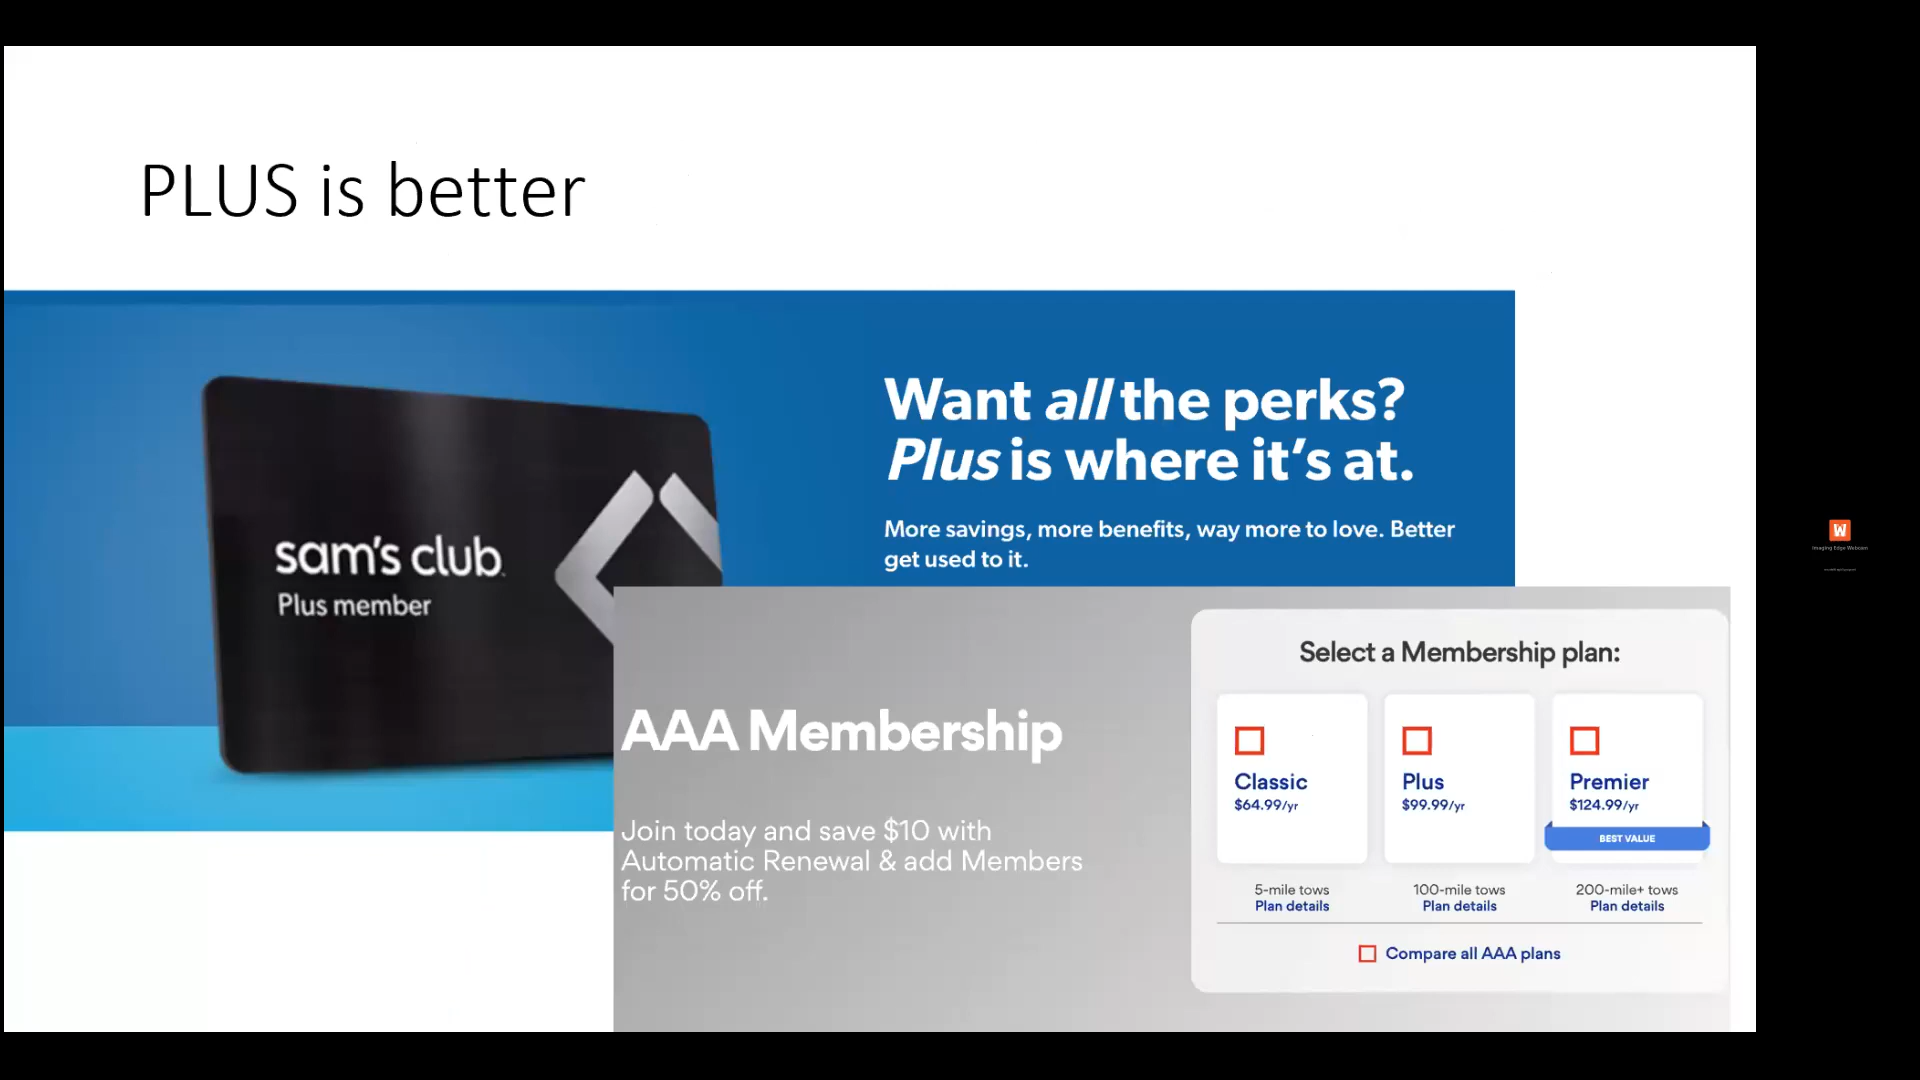 PLUS is better
Want all the perks?
Plus is where it's at.
More savings, more benefits, way more to love. Better
get used to it.
sam's club
Plus member
Select a Membership plan:
AAA Membership
Join today and save $10 with
Automatic Renewal & add Members
for 50% off.
Classic
$64.99/yr
5-mile tows
Plan details
Plus
$99.99/yr
100-mile tows
Plan details
Premier
$124.99/yr
BEST VALUE
200-mile+ tows
Plan details
Compare all AAA plans
W
Imaging Edge Webcam